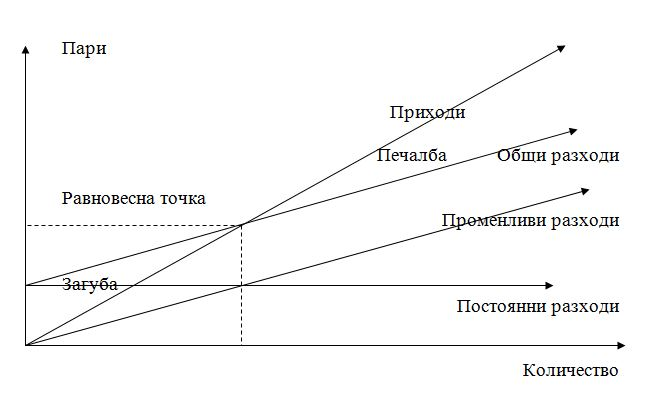 Пари
Приходи
Печалба
Общи разходи
Равновесна точка
Променливи разходи
Загуба
Постоянни разходи
Количество